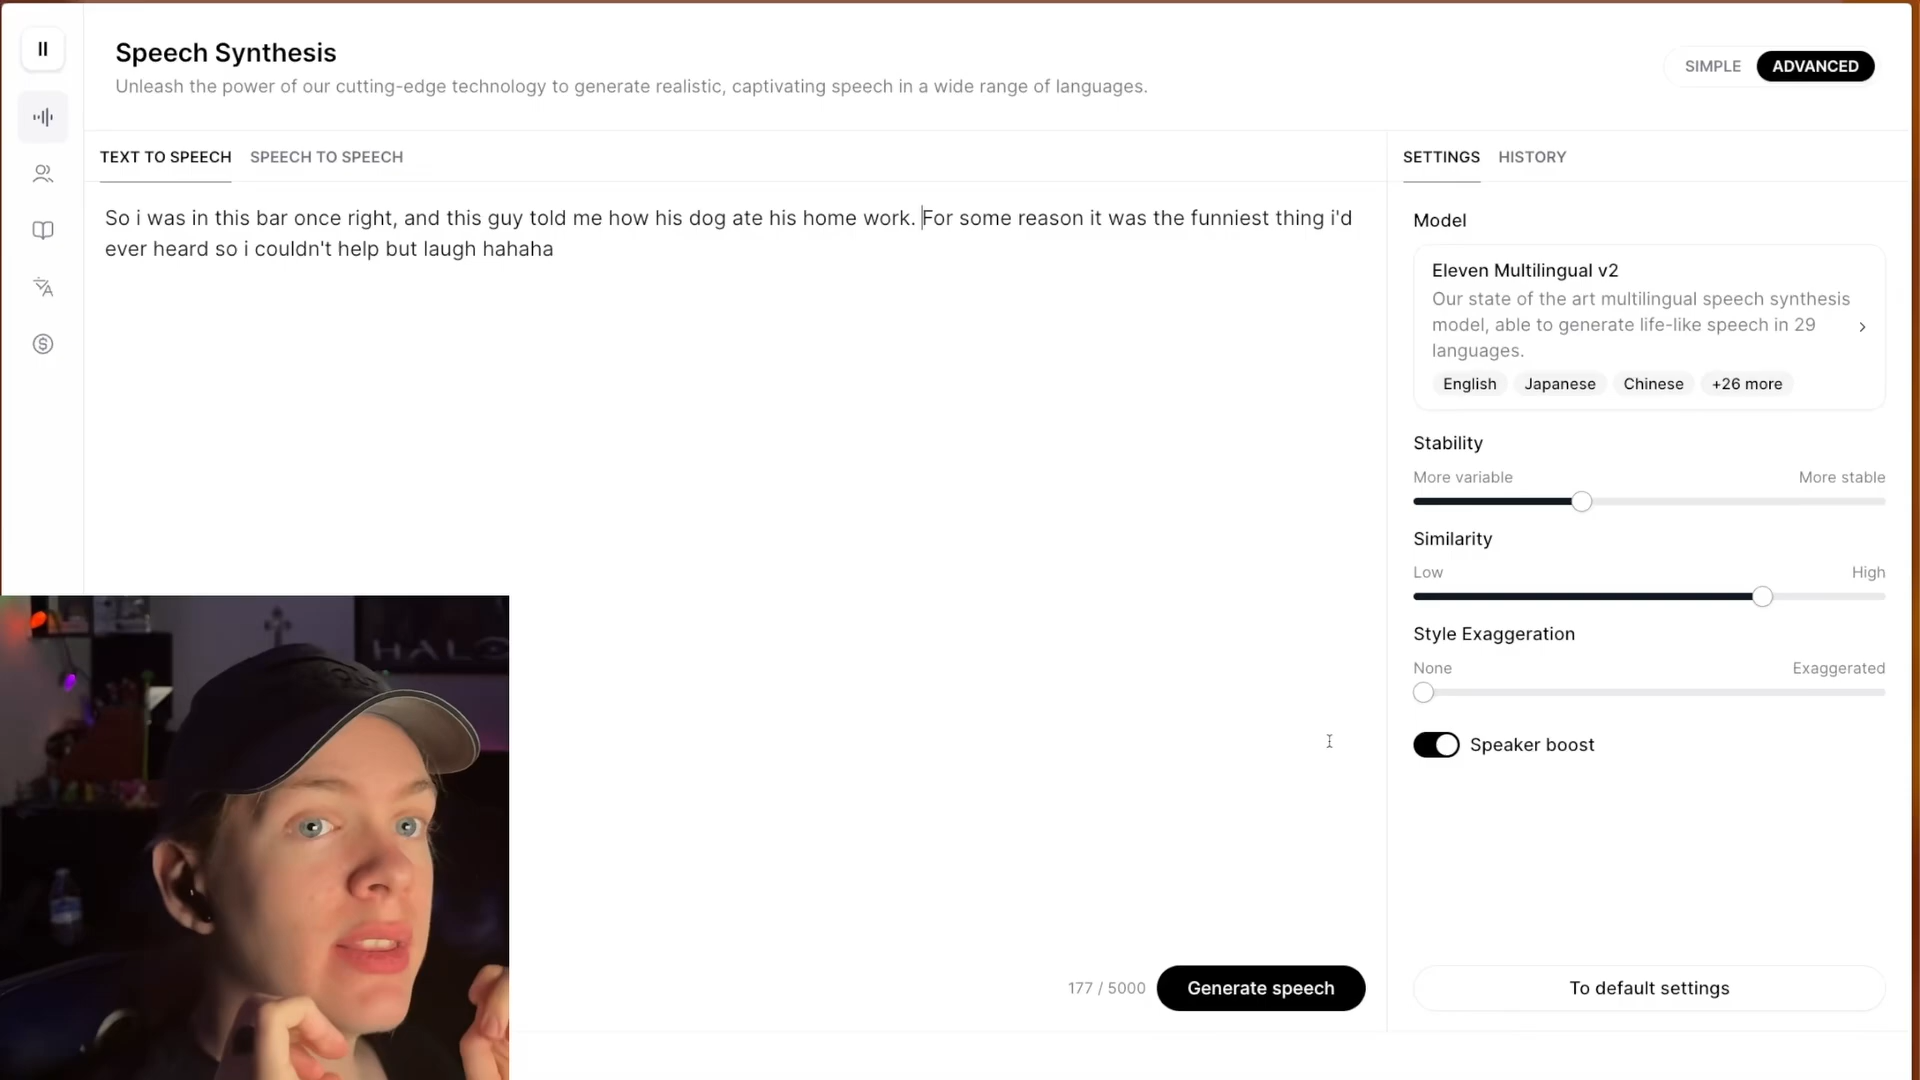 Speech Synthesis
Unleash the power of our cutting-edge technology to generate realistic, captivating speech in a wide range of languages.
SIMPLE
ADVANCED
TEXT TO SPEECH
SPEECH TO SPEECH
SETTINGS
HISTORY
So i was in this bar once right, and this guy told me how his dog ate his home work. For some reason it was the funniest thing i'd
ever heard so i couldn't help but laugh hahaha
Model
Eleven Multilingual v2
Our state of the art multilingual speech synthesis
model, able to generate life-like speech in 29
languages.
English
Japanese
Chinese
+26 more
Stability
More variable
More stable
Similarity
Low
High
Style Exaggeration
None
Exaggerated
Speaker boost
HALO
177 / 5000
Generate speech
To default settings